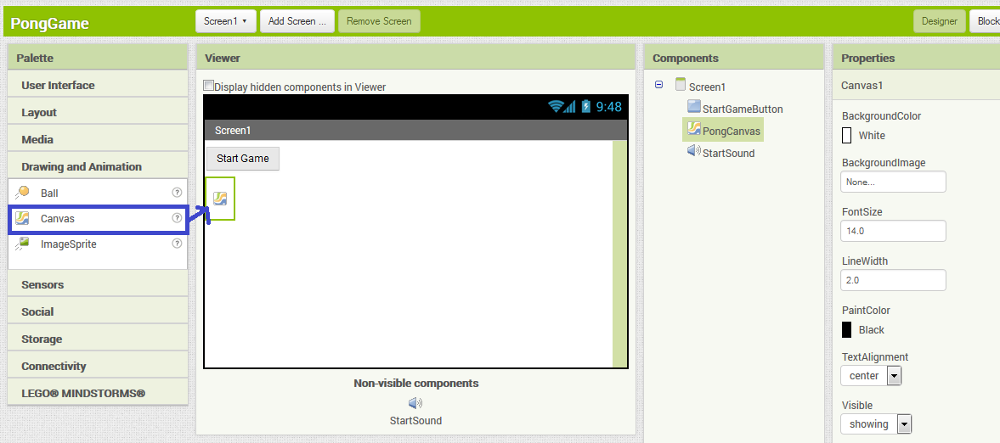 PongGame
Screen1
Add Screen ...
Remove Screen
Designer
Block
Palette
User Interface
Layout
Media
Drawing and Animation
Ball
?
Canvas
?
ImageSprite
?
Sensors
Social
Storage
Connectivity
LEGO® MINDSTORMS®
Viewer
Display hidden components in Viewer
9:48
Screen1
Start Game
Non-visible components
StartSound
Components
Screen1
StartGameButton
PongCanvas
StartSound
Properties
Canvas1
BackgroundColor
White
BackgroundImage
None...
FontSize
14.0
LineWidth
2.0
PaintColor
Black
TextAlignment
center
Visible
showing